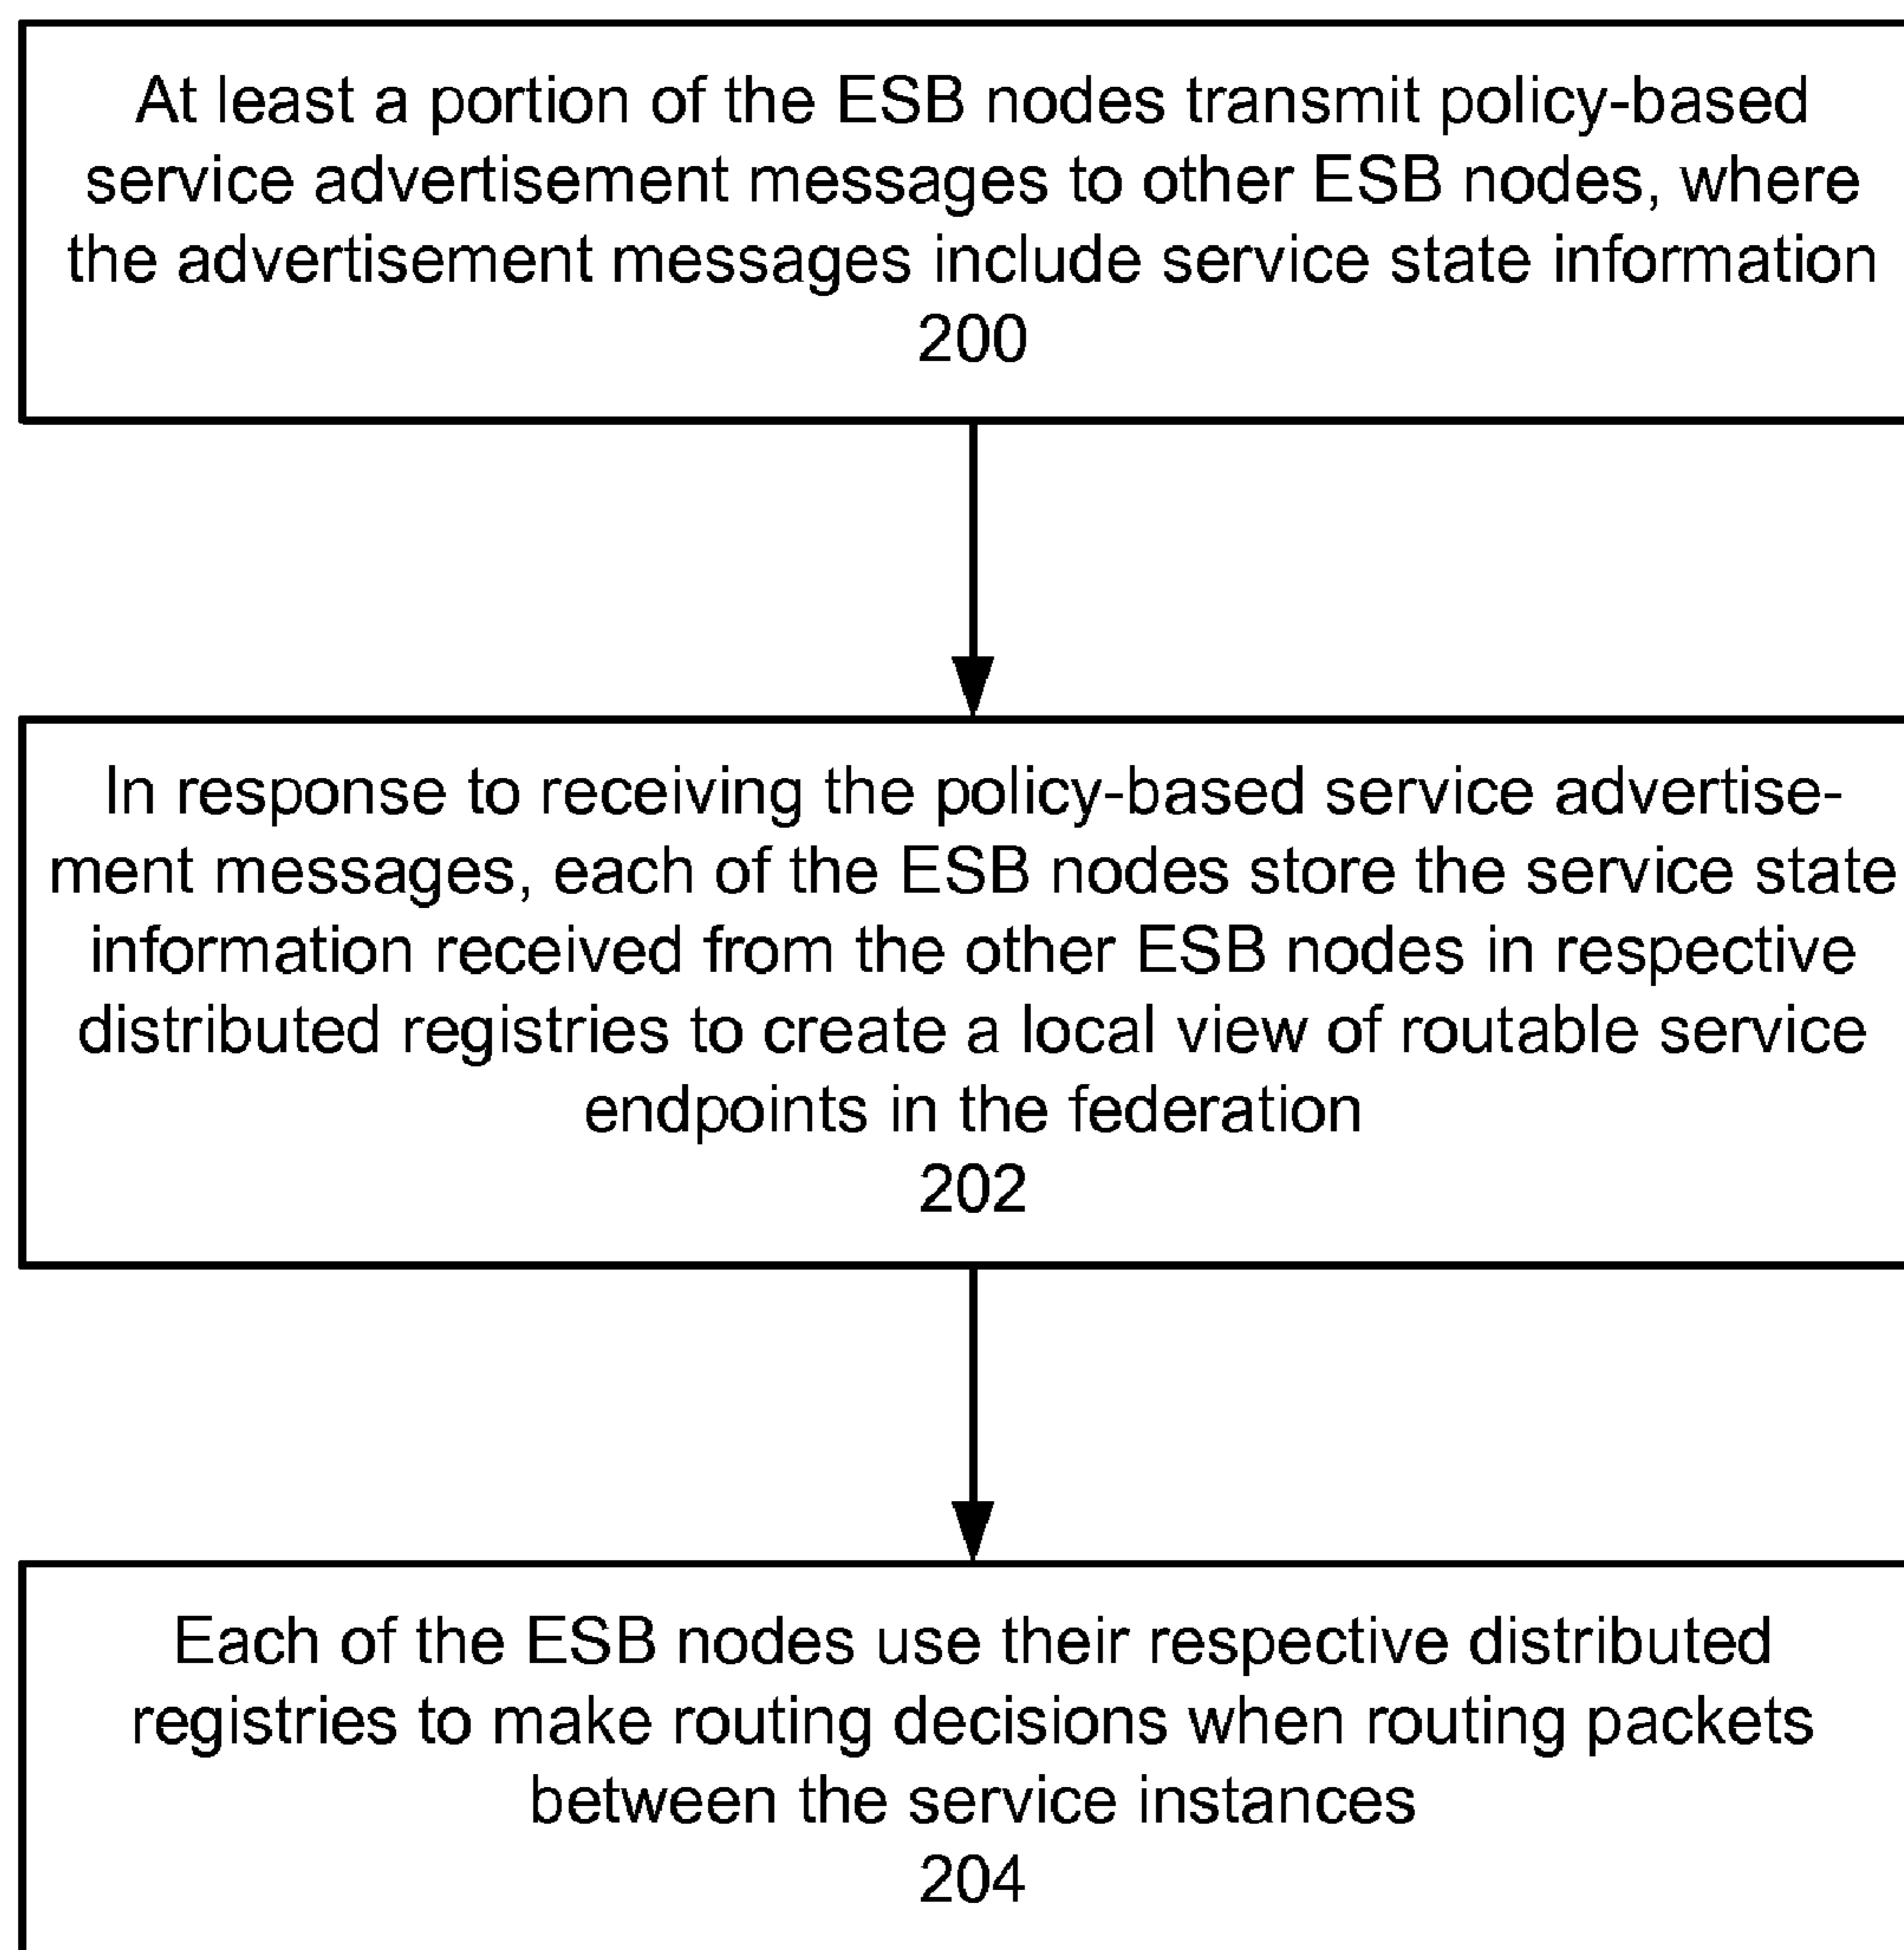 At least a portion of the ESB nodes transmit policy-based
service advertisement messages to other ESB nodes, where
the advertisement messages include service state information
200
In response to receiving the policy-based service advertise-
ment messages, each of the ESB nodes store the service state
information received from the other ESB nodes in respective
distributed registries to create a local view of routable service
endpoints in the federation
202
Each of the ESB nodes use their respective distributed
registries to make routing decisions when routing packets
between the service instances
204